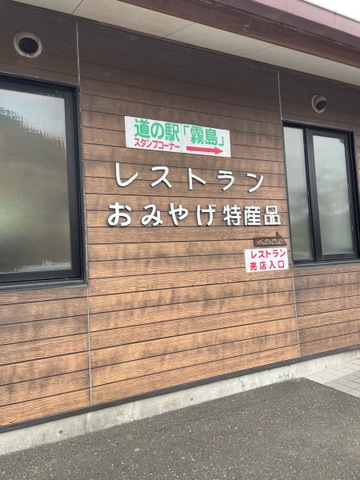 道の駅「霧島」
スタンプコーナー
レストラン
おみやげ特産品
レストラン
売店入口